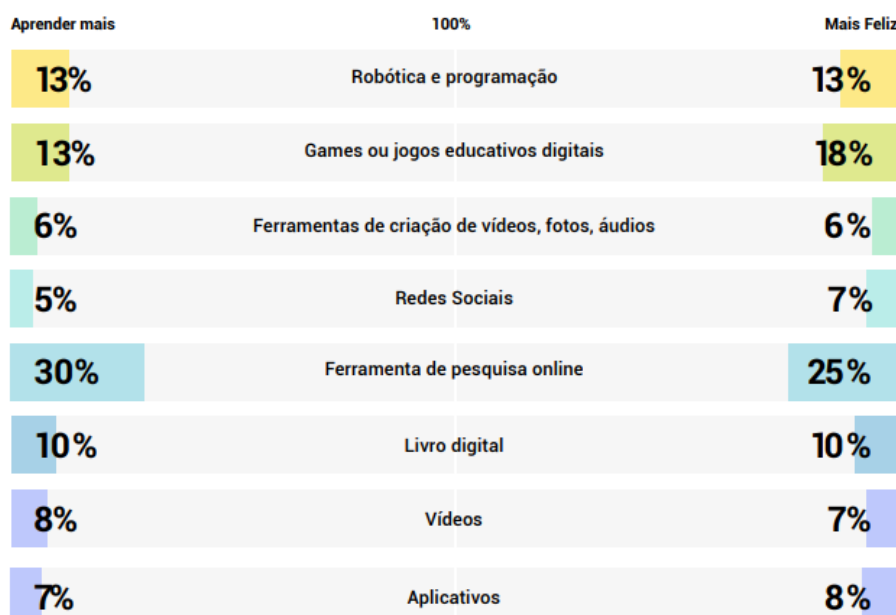 Aprender mais 100% Mais Feliz
13% Robótica e programação 13%
13% Games ou jogos educativos digitais 18%
6% Ferramentas de criação de vídeos, fotos, áudios 6%
5% Redes Sociais 7%
30% Ferramenta de pesquisa online 25%
10% Livro digital 10%
8% Vídeos 7%
7% Aplicativos 8%